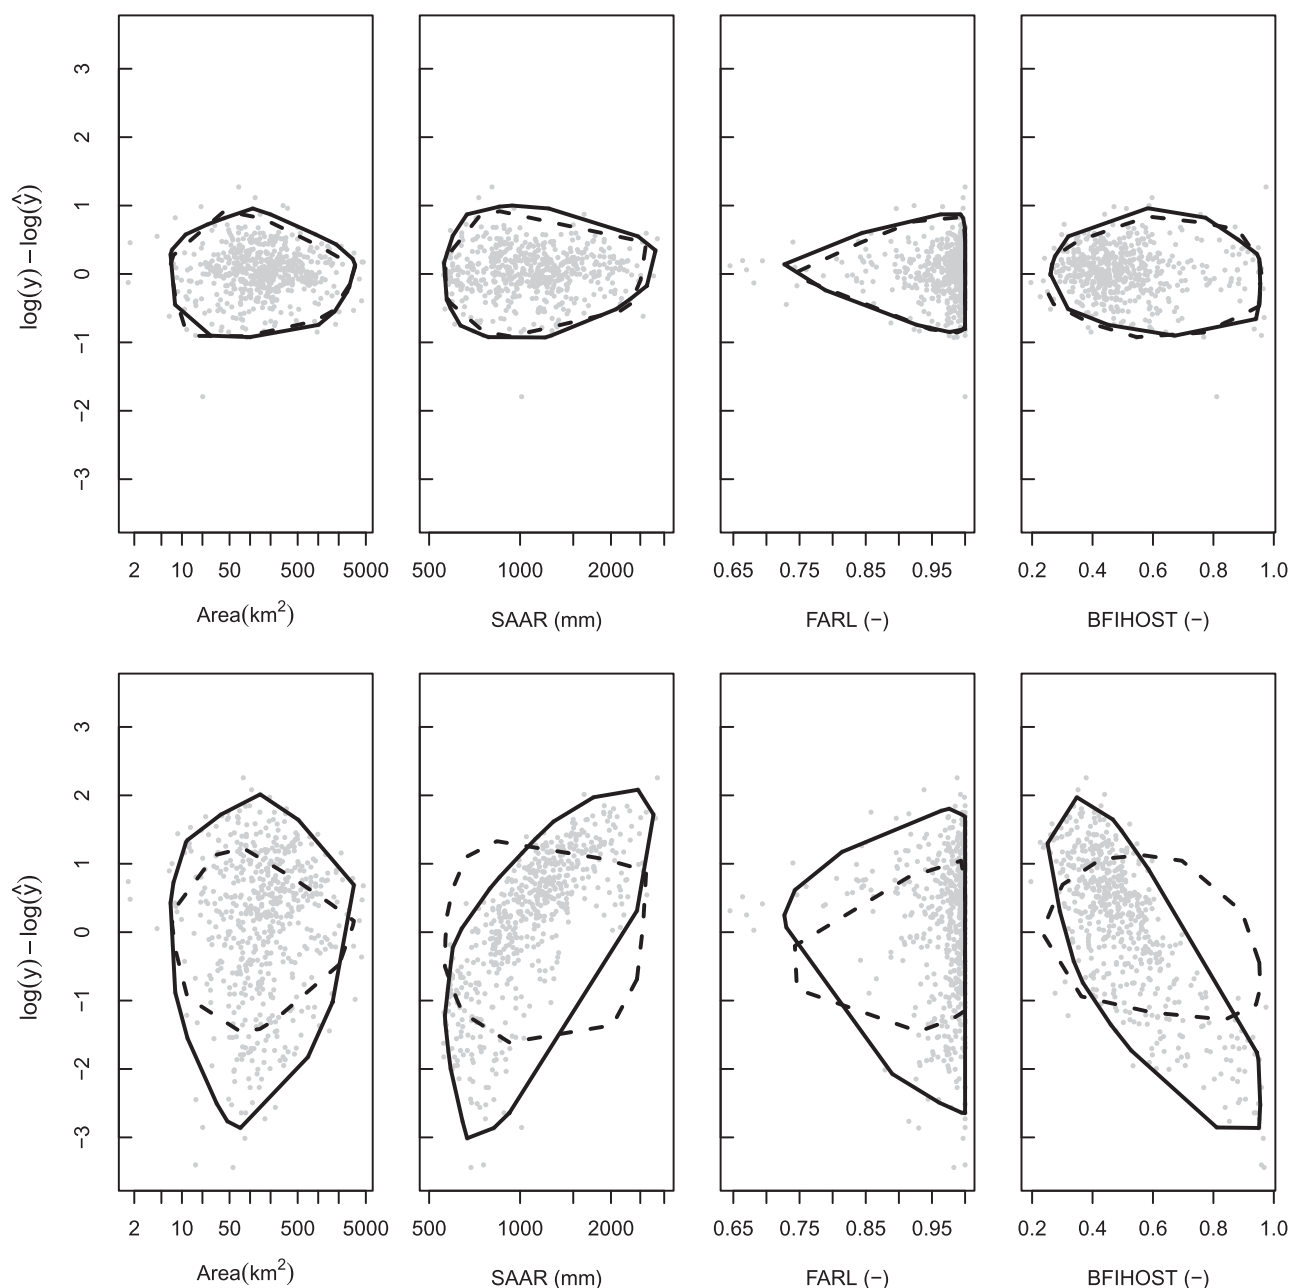 log(y) − log(ŷ)
3
2
1
0
−1
−2
−3
2 10 50 500 5000
500 1000 2000
0.65 0.75 0.85 0.95
0.2 0.4 0.6 0.8 1.0
Area(km²)
SAAR (mm)
FARL (−)
BFIHOST (−)
log(y) − log(ŷ)
3
2
1
0
−1
−2
−3
2 10 50 500 5000
500 1000 2000
0.65 0.75 0.85 0.95
0.2 0.4 0.6 0.8 1.0
Area(km²)
SAAR (mm)
FARL (−)
BFIHOST (−)